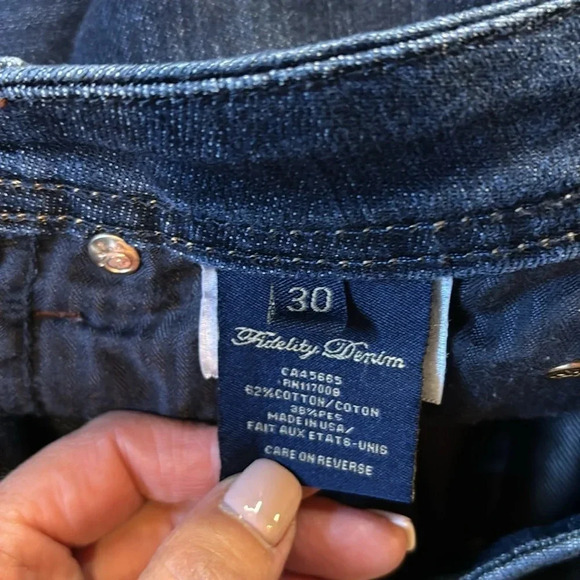 30
Fidelity Denim
CA45665
RN117008
62%COTTON/COTON
38%PES
MADE IN USA/
FAIT AUX ETATS-UNIS
CARE ON REVERSE